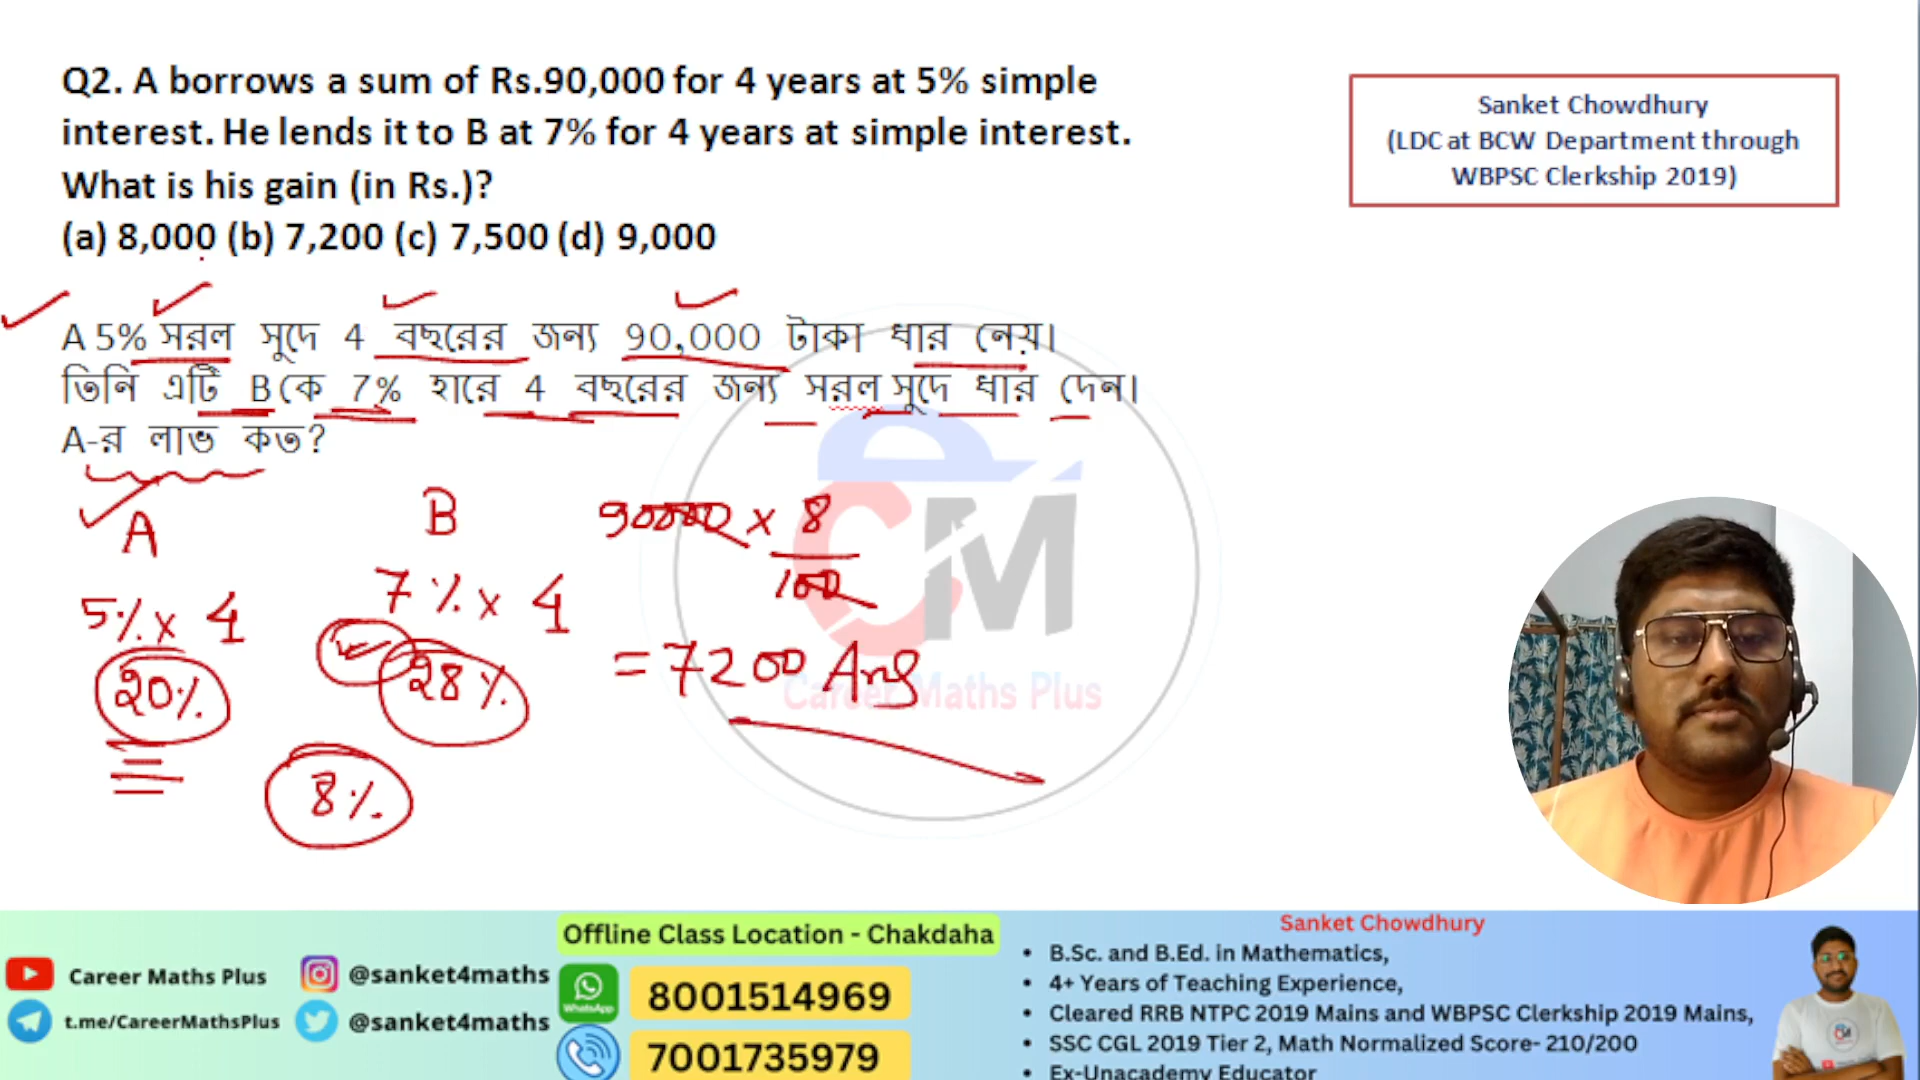 Q2. A borrows a sum of Rs.90,000 for 4 years at 5% simple
interest. He lends it to B at 7% for 4 years at simple interest.
What is his gain (in Rs.)?
(a) 8,000 (b) 7,200 (c) 7,500 (d) 9,000
Sanket Chowdhury
(LDC at BCW Department through
WBPSC Clerkship 2019)
A 5% সরল সুদে 4 বছরের জন্য 90,000 টাকা ধার নেয়।
তিনি এটি B কে 7% হারে 4 বছরের জন্য সরল সুদে ধার দেন।
A-র লাভ কত?
A
B
90000 x 8
100
5% x 4
7% x 4
20%
28%
= 7200 Ans
8%
CM
Career Maths Plus
Career Maths Plus
@sanket4maths
t.me/CareerMathsPlus
@sanket4maths
Offline Class Location - Chakdaha
WhatsApp
8001514969
7001735979
Sanket Chowdhury
• B.Sc. and B.Ed. in Mathematics,
• 4+ Years of Teaching Experience,
• Cleared RRB NTPC 2019 Mains and WBPSC Clerkship 2019 Mains,
• SSC CGL 2019 Tier 2, Math Normalized Score- 210/200
• Ex-Unacademy Educator